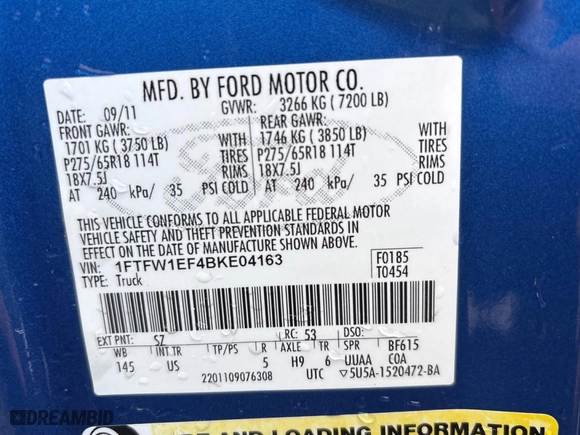 MFD. BY FORD MOTOR CO.
DATE: 09/11 GVWR: 3266 KG ( 7200 LB)
FRONT GAWR: REAR GAWR:
1701 KG ( 3750 LB) WITH 1746 KG ( 3850 LB) WITH
P275/65R18 114T TIRES P275/65R18 114T TIRES
18X7.5J RIMS 18X7.5J RIMS
AT 240 kPa/ 35 PSI COLD AT 240 kPa/ 35 PSI COLD
Ford
THIS VEHICLE CONFORMS TO ALL APPLICABLE FEDERAL MOTOR
VEHICLE SAFETY AND THEFT PREVENTION STANDARDS IN
EFFECT ON THE DATE OF MANUFACTURE SHOWN ABOVE.
VIN: 1FTFW1EF4BKE04163 F0185
TYPE: Truck T0454
EXT PNT: SZ RC: 53 DSO:
WB INT TR TP/PS R AXLE TR SPR BF615
145 US 5 H9 6 UUAA COA
2201109076308 UTC ▽5U5A-1520472-BA
DREAMBID
E AND LOADING INFORMATION